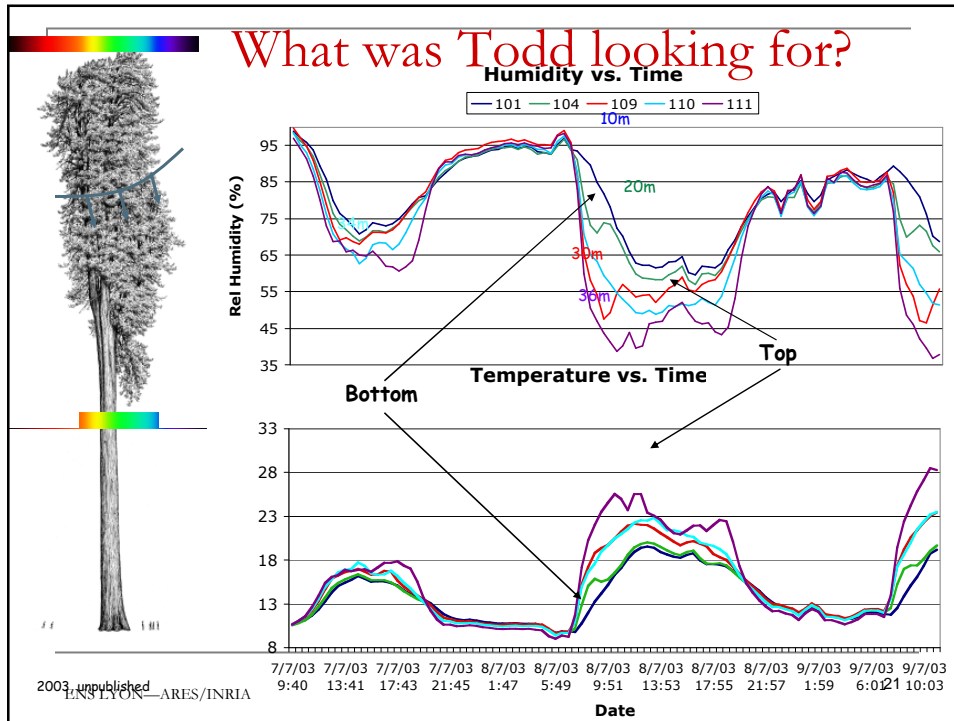 What was Todd looking for?
Humidity vs. Time
101 104 109 110 111
10m
20m
34m
30m
36m
Rel Humidity (%)
95
85
75
65
55
45
35
Bottom
Top
Temperature vs. Time
33
28
23
18
13
8
7/7/03 7/7/03 7/7/03 7/7/03 8/7/03 8/7/03 8/7/03 8/7/03 8/7/03 8/7/03 9/7/03 9/7/03 9/7/03
9:40 13:41 17:43 21:45 1:47 5:49 9:51 13:53 17:55 21:57 1:59 6:01 10:03
Date
2003, unpublished
ENS LYON—ARES/INRIA
21